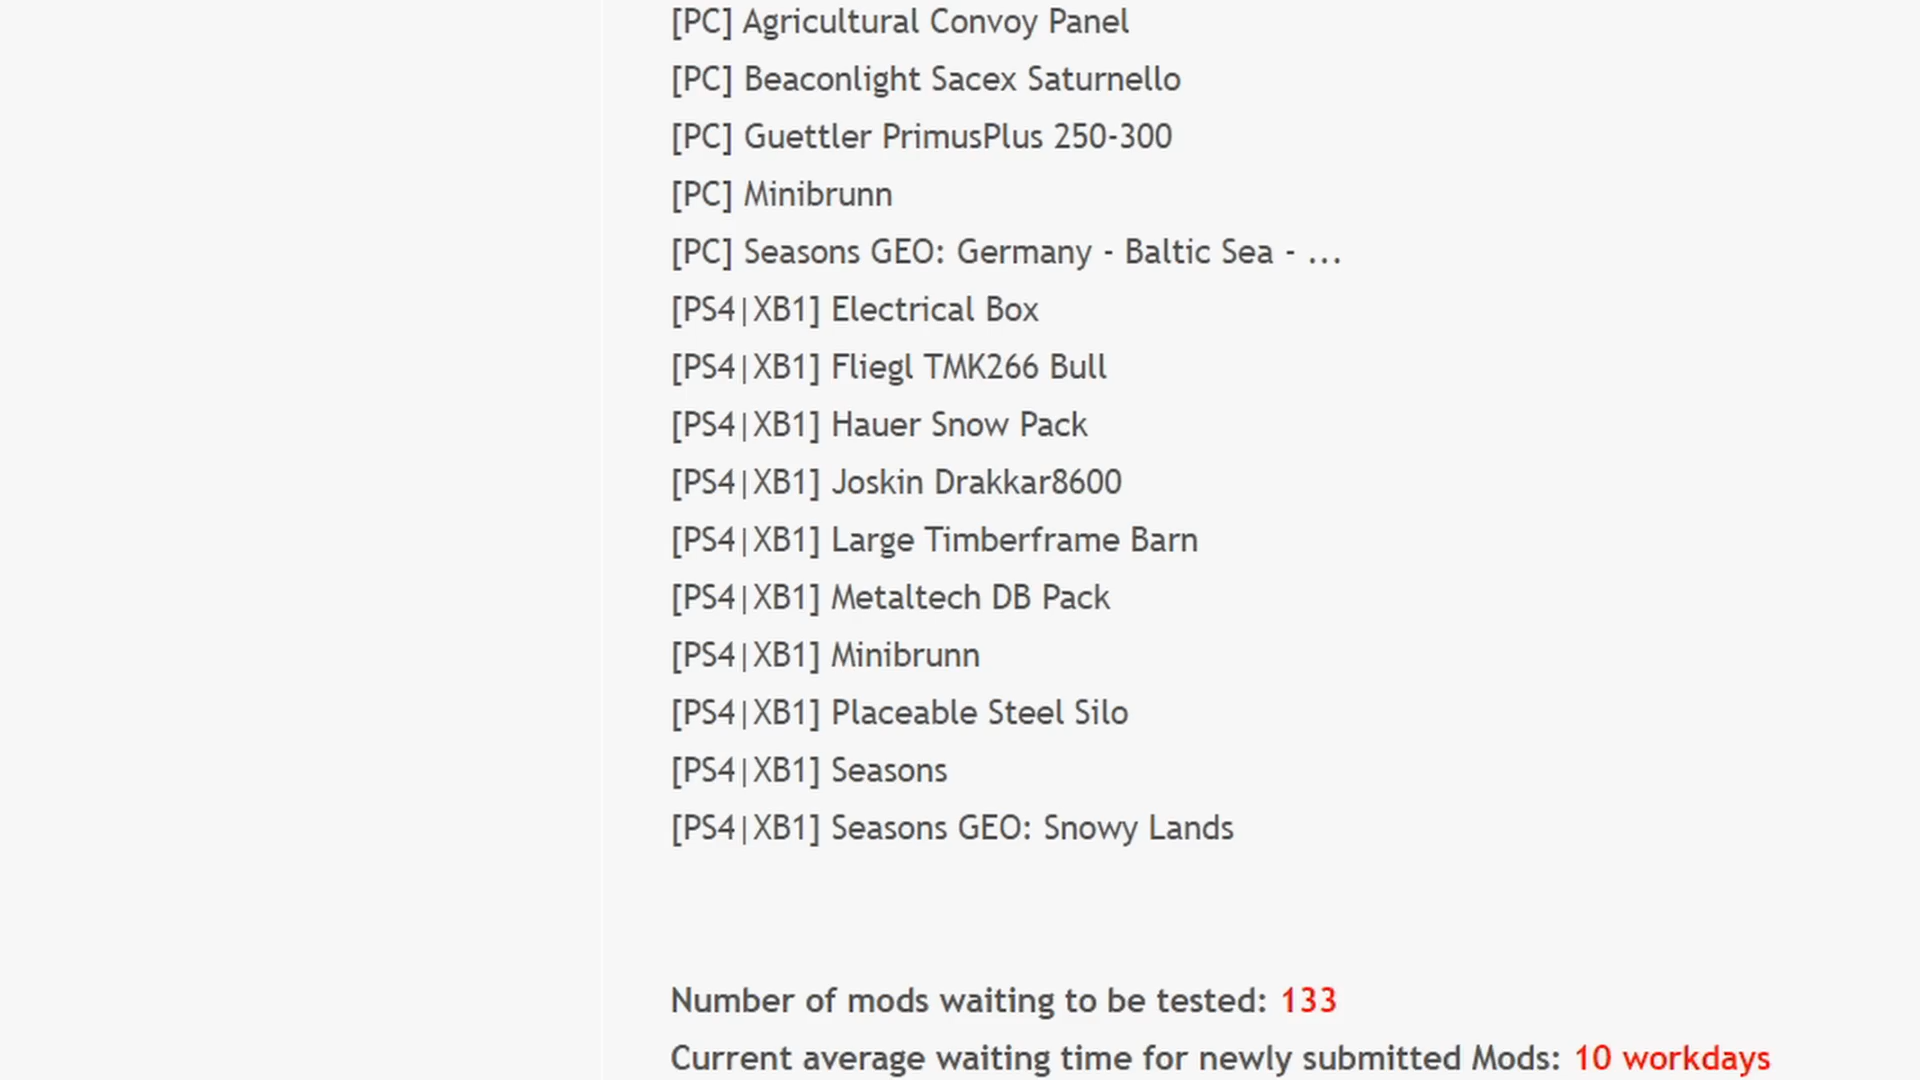 [PC] Agricultural Convoy Panel
[PC] Beaconlight Sacex Saturnello
[PC] Guettler PrimusPlus 250-300
[PC] Minibrunn
[PC] Seasons GEO: Germany - Baltic Sea - ...
[PS4|XB1] Electrical Box
[PS4|XB1] Fliegl TMK266 Bull
[PS4|XB1] Hauer Snow Pack
[PS4|XB1] Joskin Drakkar8600
[PS4|XB1] Large Timberframe Barn
[PS4|XB1] Metaltech DB Pack
[PS4|XB1] Minibrunn
[PS4|XB1] Placeable Steel Silo
[PS4|XB1] Seasons
[PS4|XB1] Seasons GEO: Snowy Lands
Number of mods waiting to be tested: 133
Current average waiting time for newly submitted Mods: 10 workdays